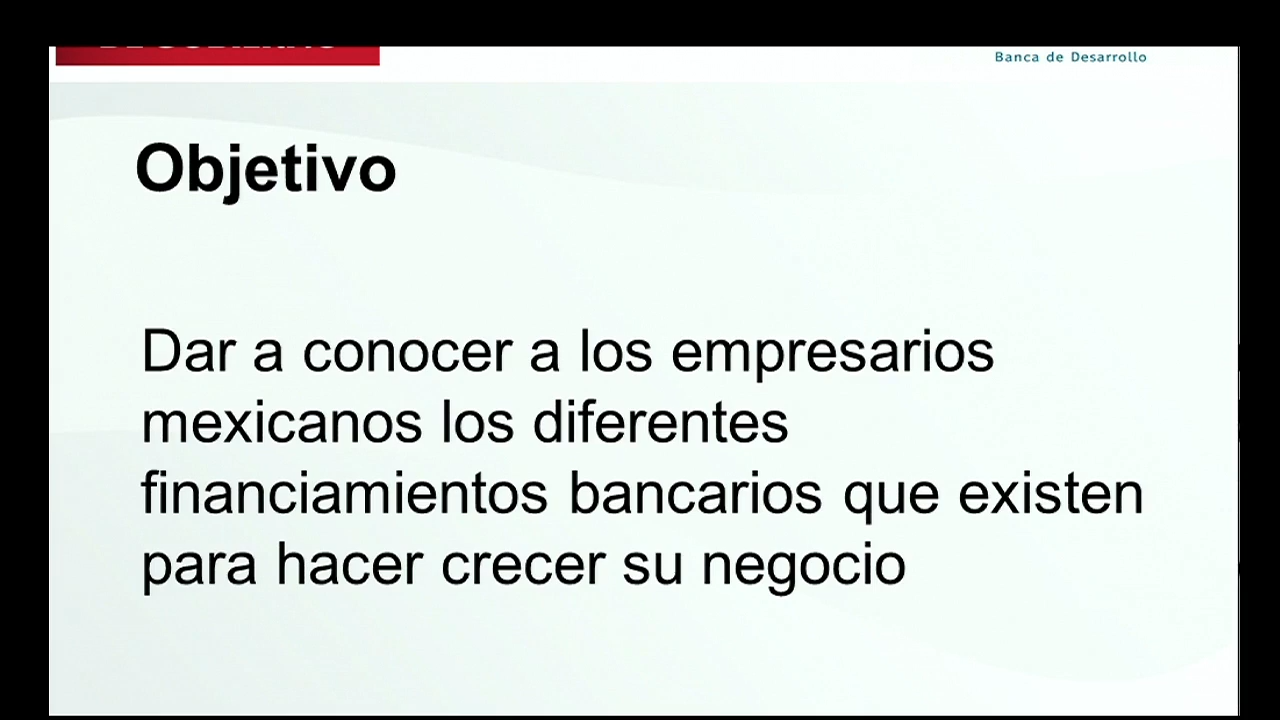 Banca de Desarrollo
Objetivo
Dar a conocer a los empresarios
mexicanos los diferentes
financiamientos bancarios que existen
para hacer crecer su negocio